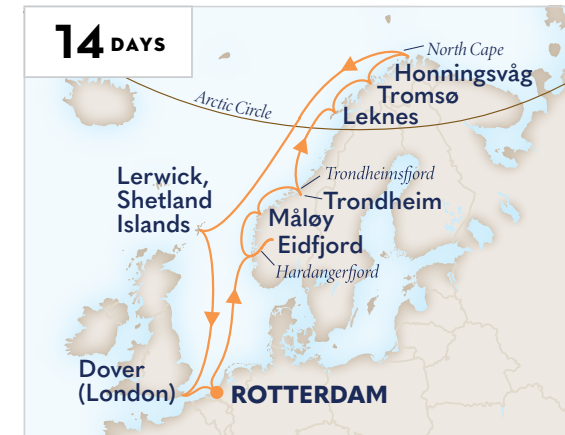 14 DAYS
North Cape
Honningsvåg
Tromsø
Leknes
Arctic Circle
Lerwick,
Shetland
Islands
Trondheimsfjord
Trondheim
Måløy
Eidfjord
Hardangerfjord
Dover
(London)
ROTTERDAM